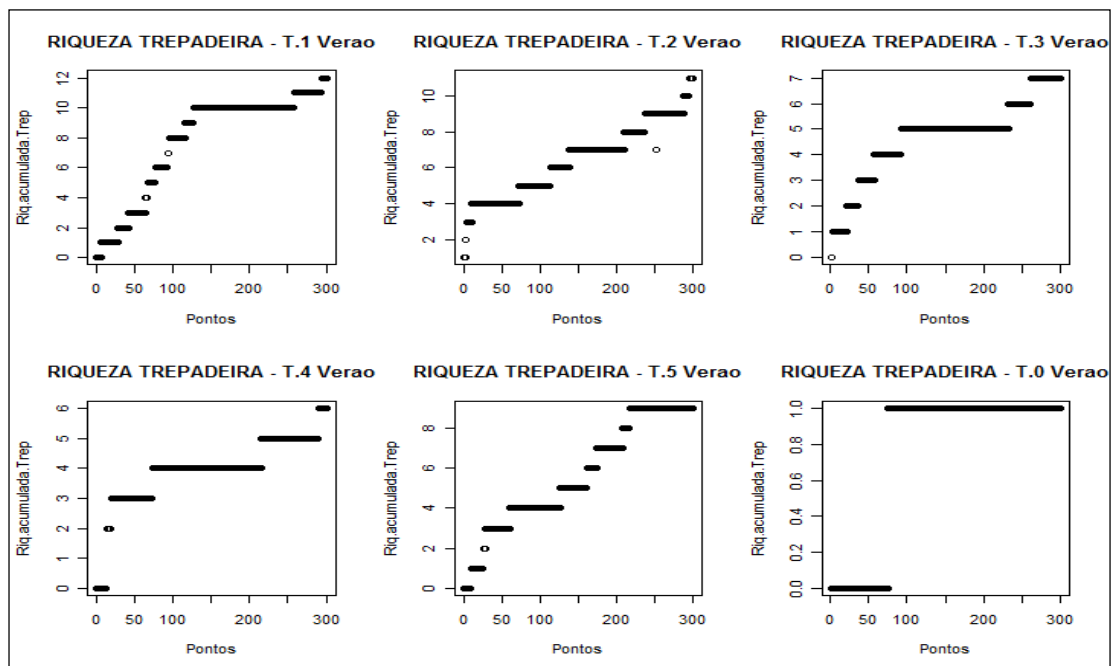 RIQUEZA TREPADEIRA - T.1 Verao
Riq.acumulada.Trep
12
10
8
6
4
2
0
0 50 100 200 300
Pontos
RIQUEZA TREPADEIRA - T.2 Verao
Riq.acumulada.Trep
10
8
6
4
2
0 50 100 200 300
Pontos
RIQUEZA TREPADEIRA - T.3 Verao
Riq.acumulada.Trep
7
6
5
4
3
2
1
0
0 50 100 200 300
Pontos
RIQUEZA TREPADEIRA - T.4 Verao
Riq.acumulada.Trep
6
5
4
3
2
1
0
0 50 100 200 300
Pontos
RIQUEZA TREPADEIRA - T.5 Verao
Riq.acumulada.Trep
8
6
4
2
0
0 50 100 200 300
Pontos
RIQUEZA TREPADEIRA - T.0 Verao
Riq.acumulada.Trep
1.0
0.8
0.6
0.4
0.2
0.0
0 50 100 200 300
Pontos